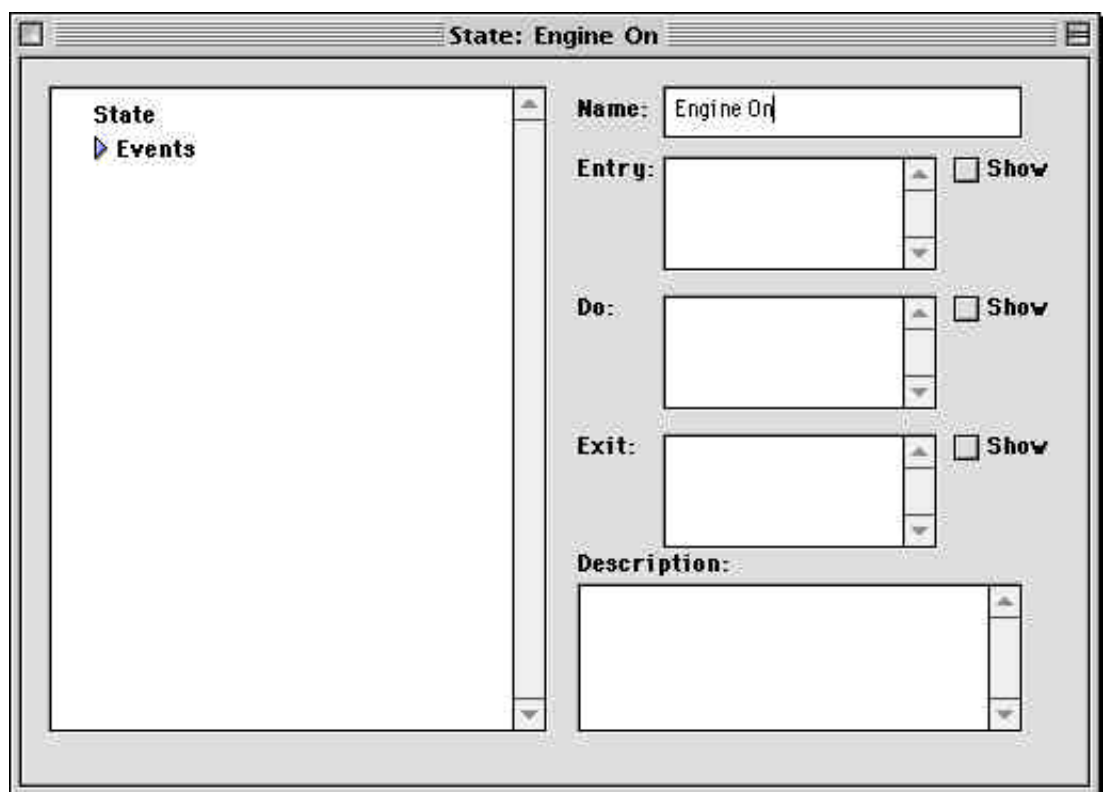 State: Engine On
State
Events
Name: Engine On
Entry: Show
Do: Show
Exit: Show
Description: